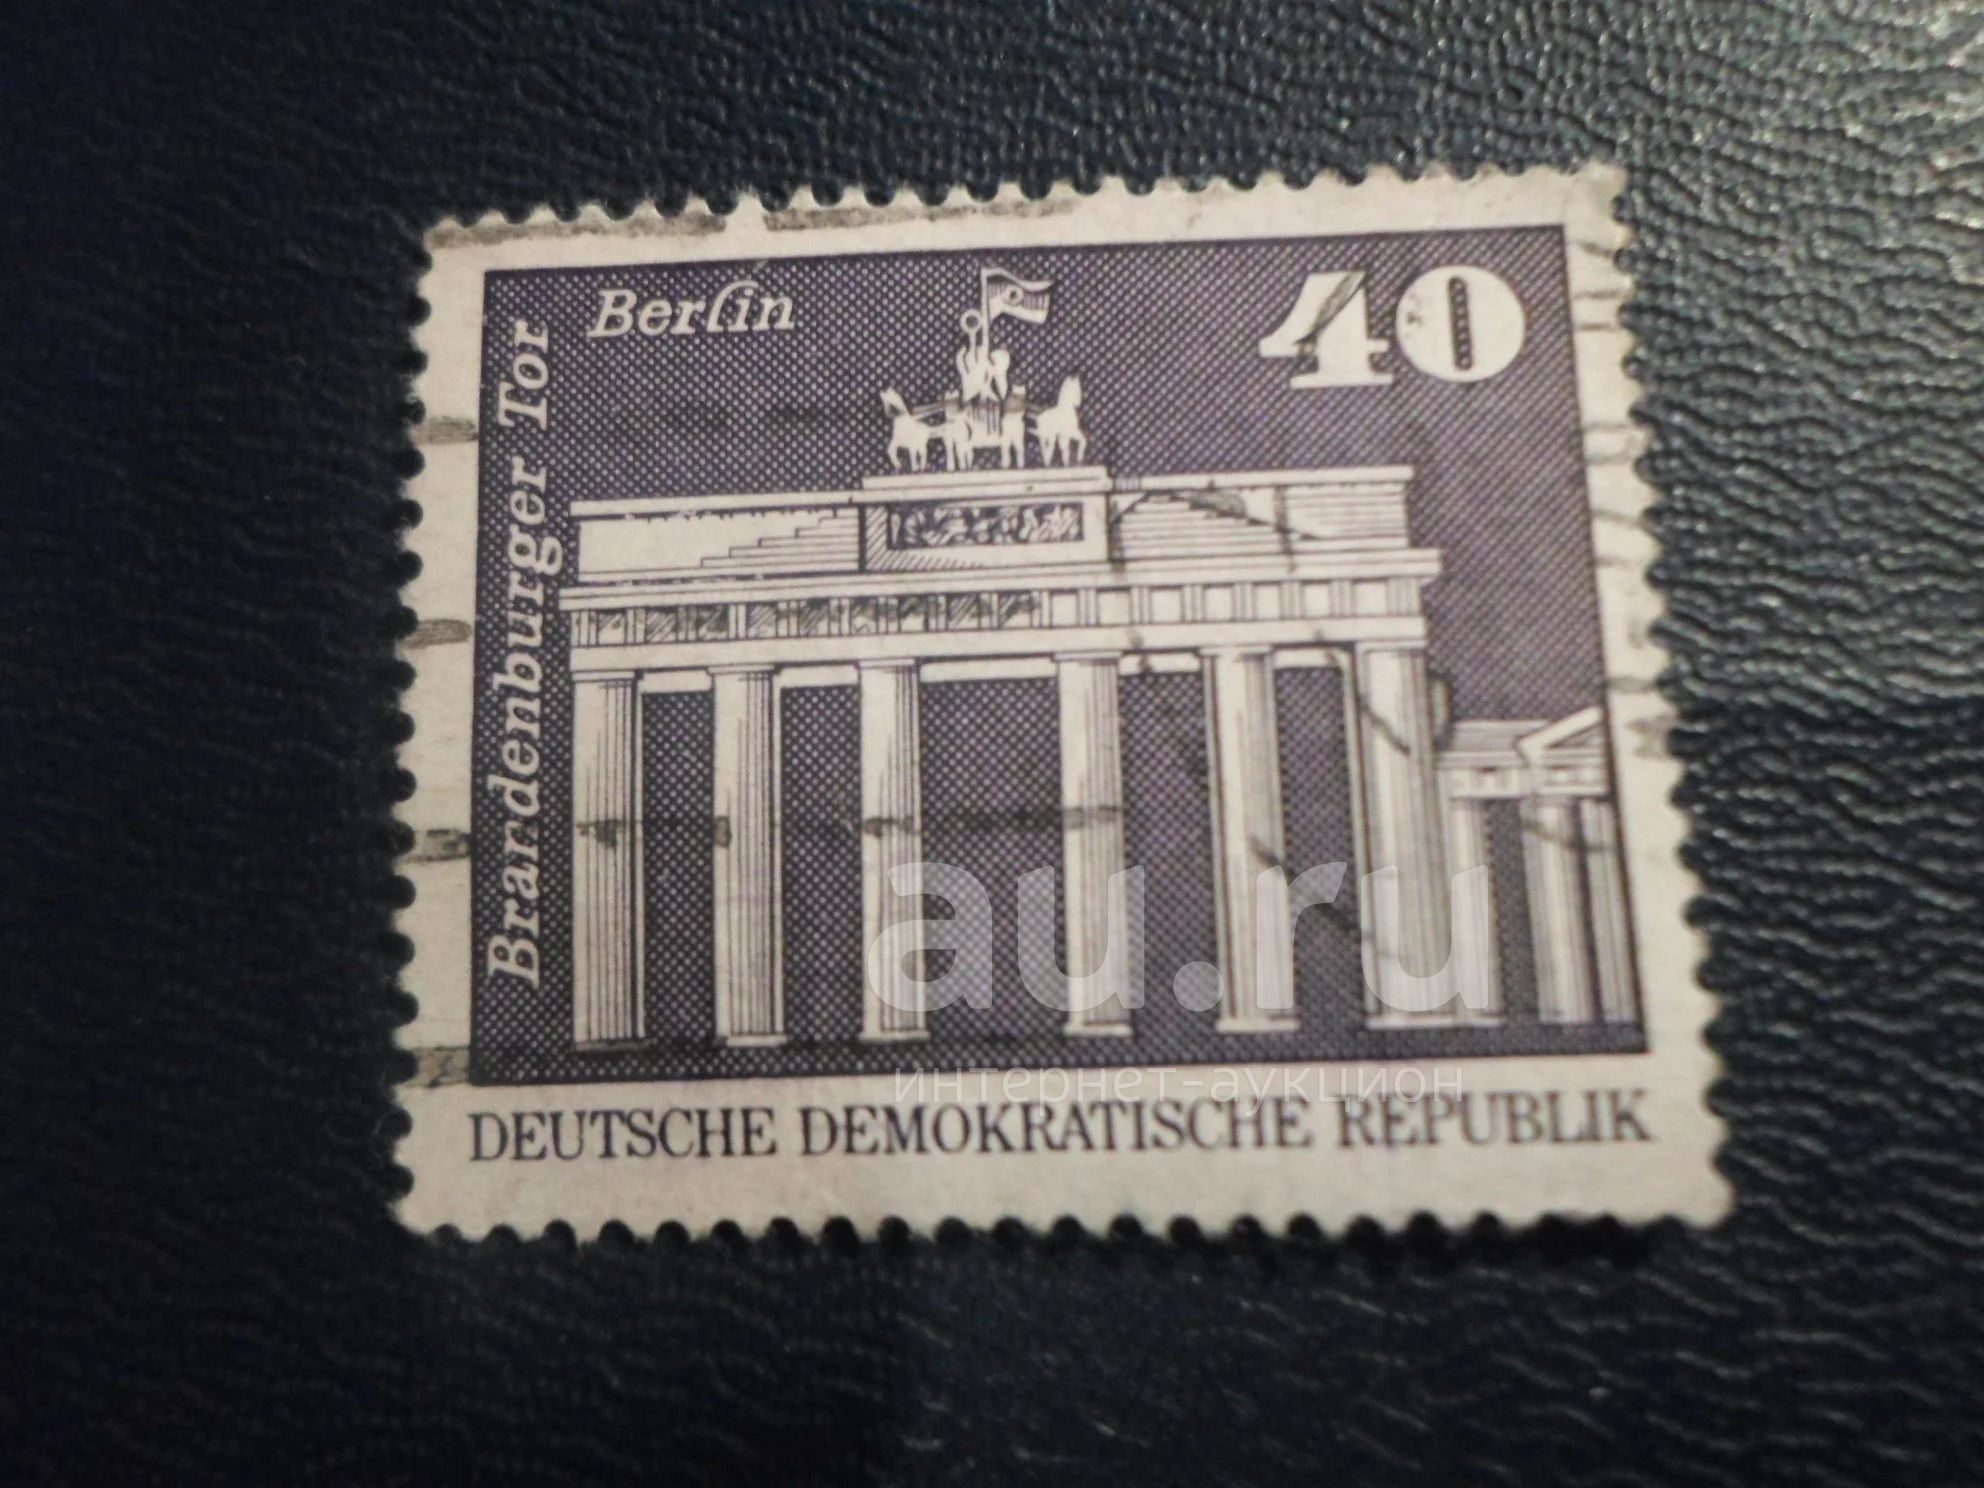 Berlin
40
Brandenburger Tor
au.ru
интернет-аукцион
DEUTSCHE DEMOKRATISCHE REPUBLIK